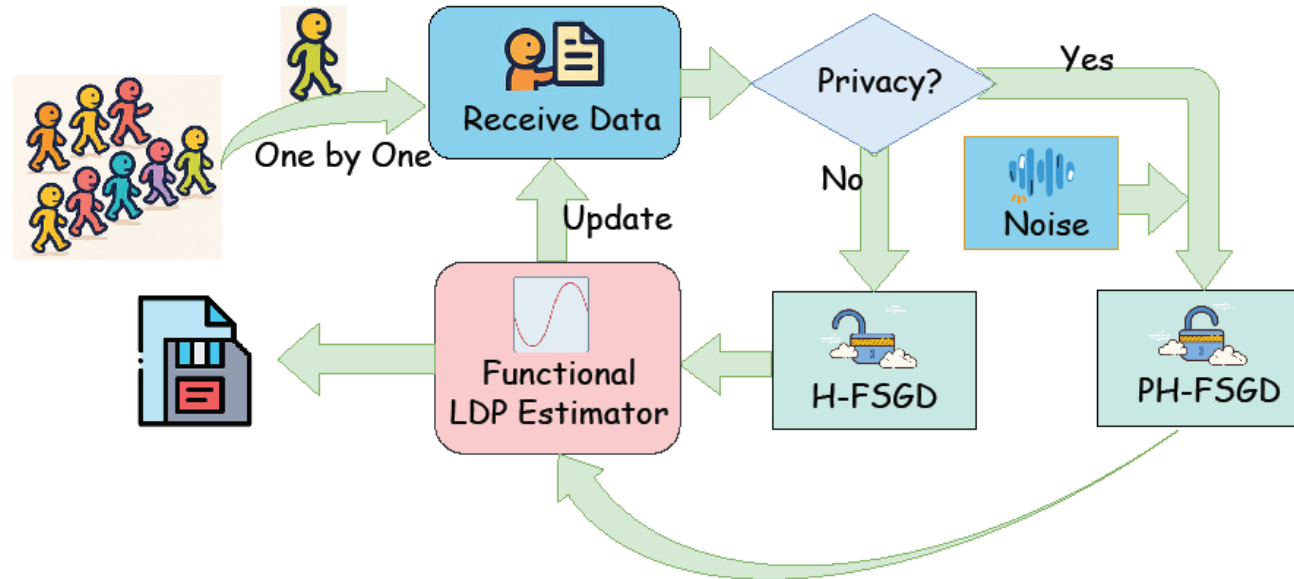 One by One
Receive Data
Privacy?
Yes
No
Noise
Update
Functional
LDP Estimator
H-FSGD
PH-FSGD